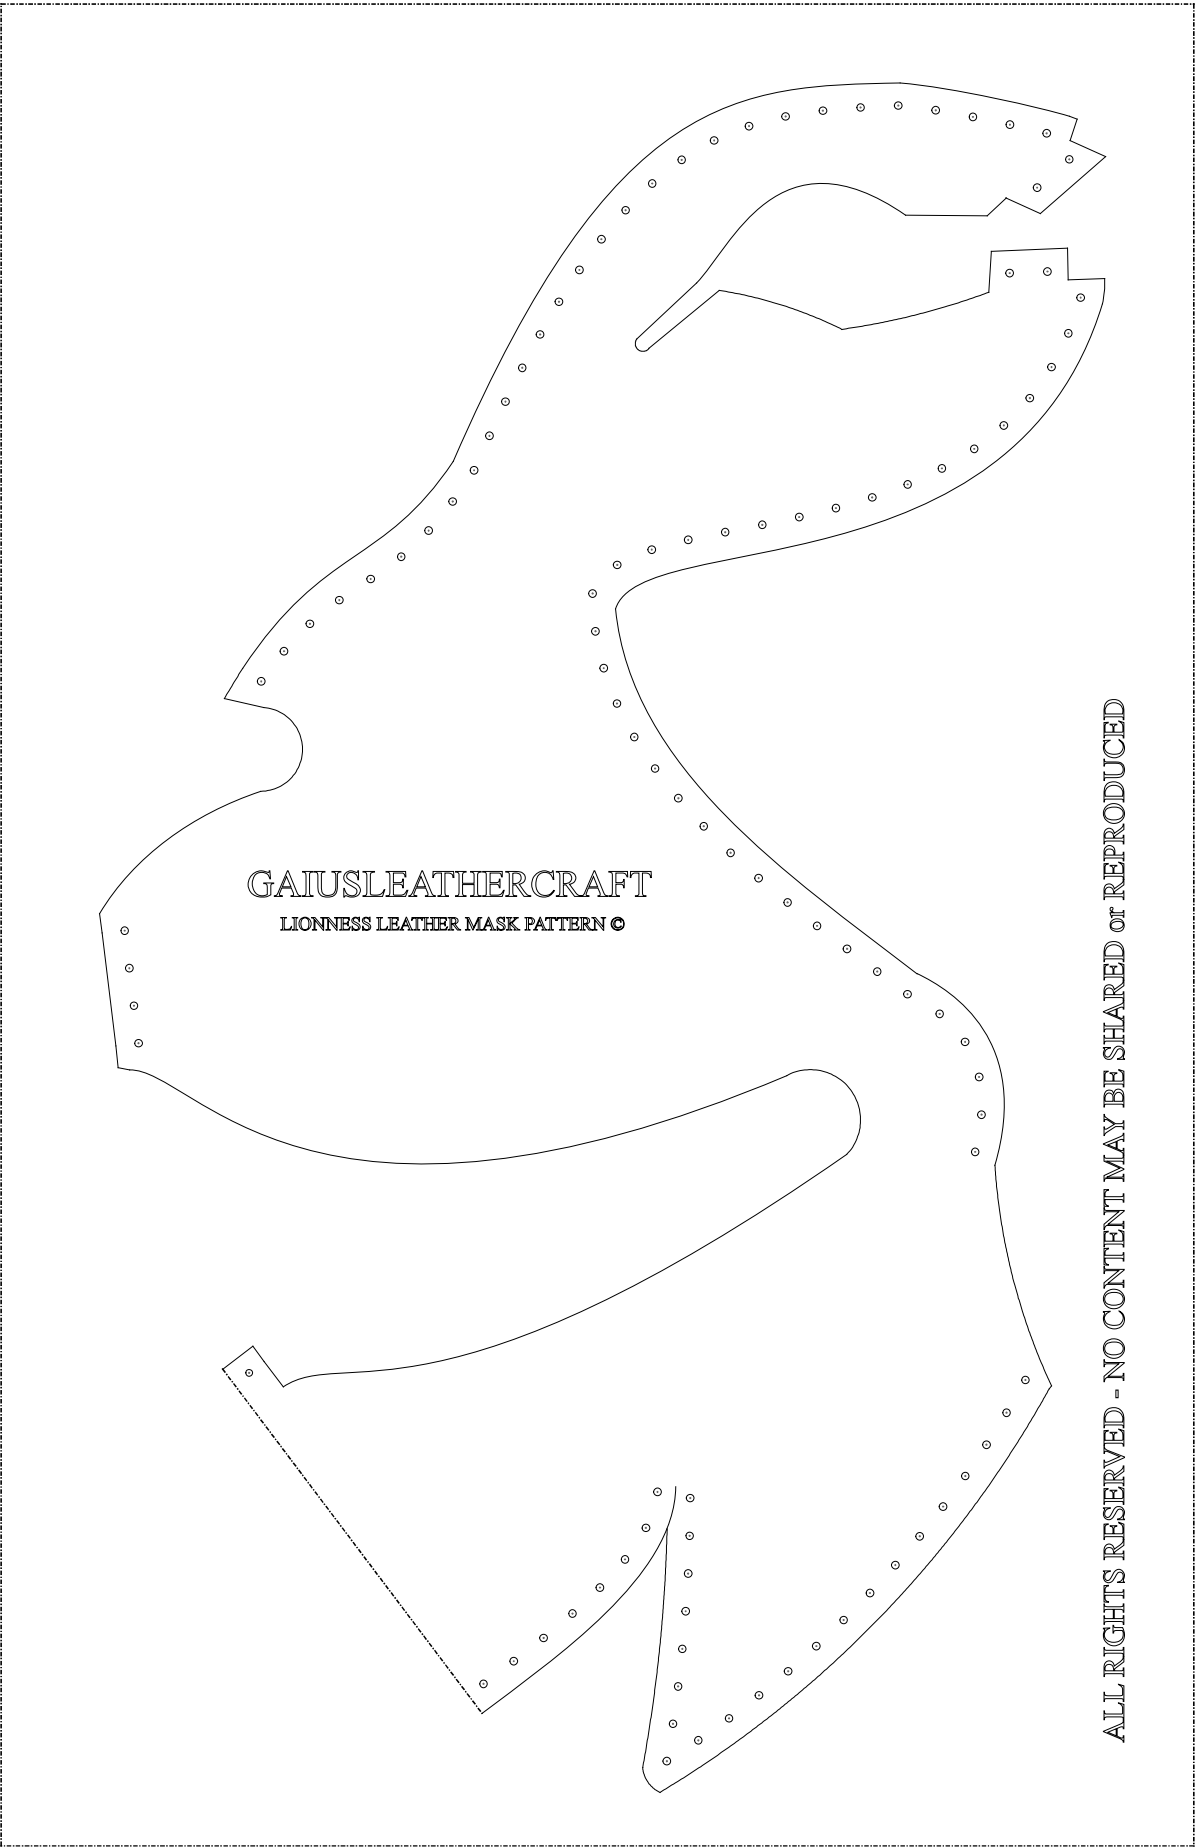 GAIUSLEATHERCRAFT
LIONNESS LEATHER MASK PATTERN ©
ALL RIGHTS RESERVED - NO CONTENT MAY BE SHARED or REPRODUCED